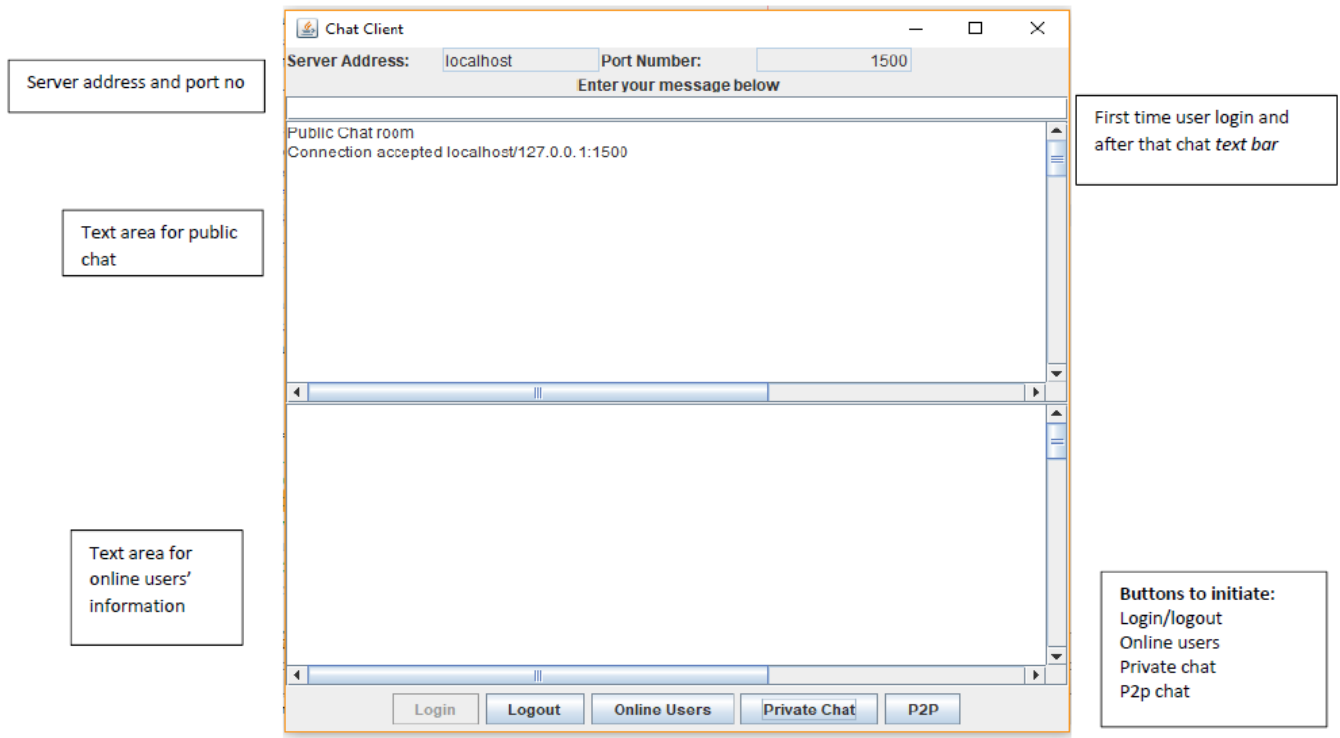 Chat Client
Server Address: localhost Port Number: 1500
Enter your message below
Public Chat room
Connection accepted localhost/127.0.0.1:1500
Login Logout Online Users Private Chat P2P
Server address and port no
Text area for public
chat
Text area for
online users’
information
First time user login and
after that chat text bar
Buttons to initiate:
Login/logout
Online users
Private chat
P2p chat